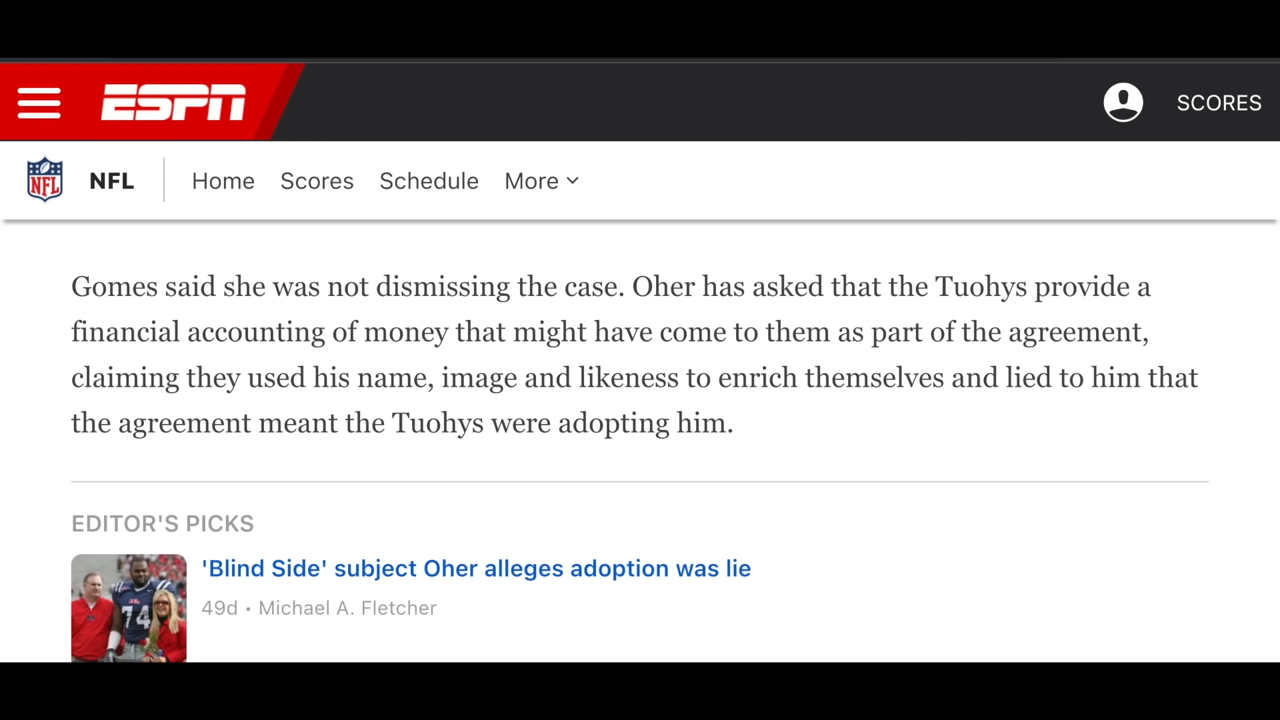 ESPN
SCORES
NFL
NFL
Home
Scores
Schedule
More
Gomes said she was not dismissing the case. Oher has asked that the Tuohys provide a
financial accounting of money that might have come to them as part of the agreement,
claiming they used his name, image and likeness to enrich themselves and lied to him that
the agreement meant the Tuohys were adopting him.
EDITOR'S PICKS
'Blind Side' subject Oher alleges adoption was lie
49d • Michael A. Fletcher
74